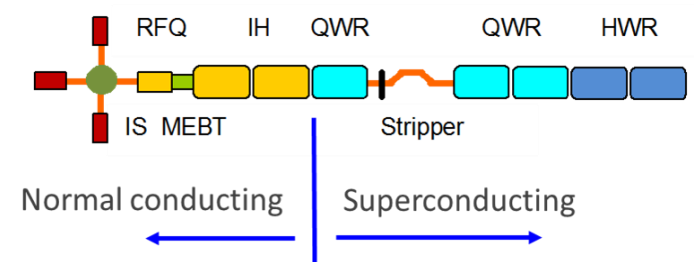 RFQ IH QWR QWR HWR
IS MEBT Stripper
Normal conducting Superconducting